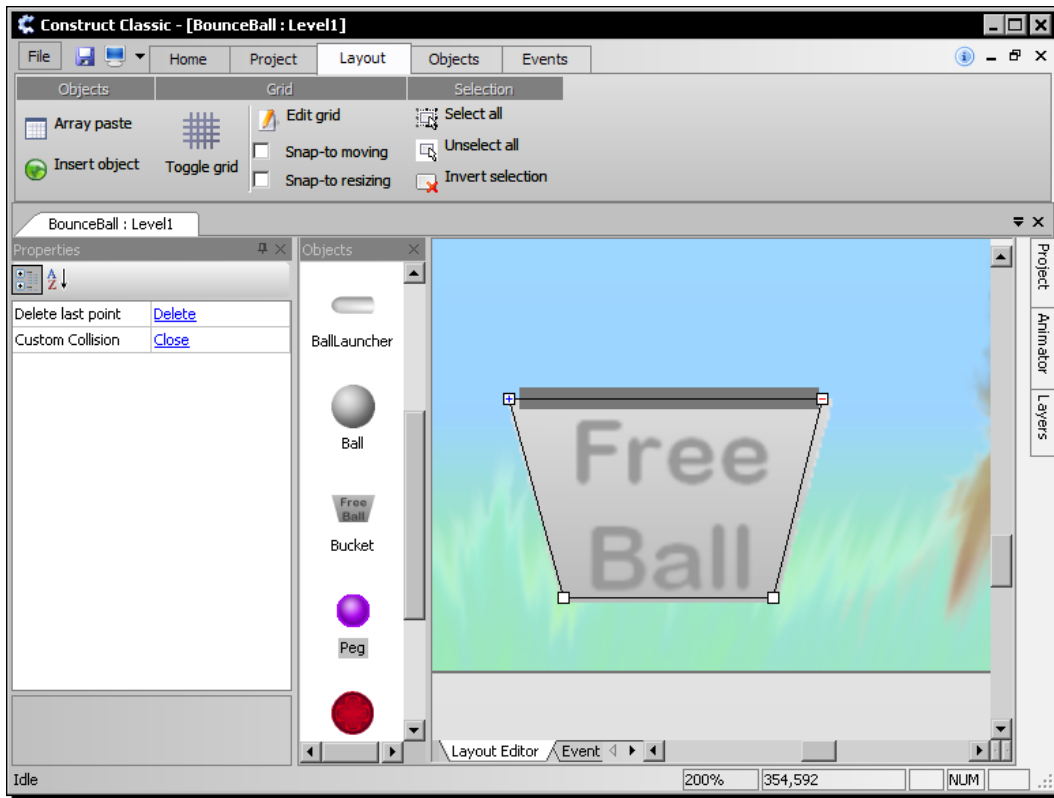 Construct Classic - [BounceBall : Level1]
File Home Project Layout Objects Events
Objects Grid Selection
Array paste
Insert object
Toggle grid
Edit grid
Snap-to moving
Snap-to resizing
Select all
Unselect all
Invert selection
BounceBall : Level1
Properties
A
Z
Delete last point Delete
Custom Collision Close
Objects
BallLauncher
Ball
Free
Ball
Bucket
Peg
Free
Ball
Project
Animator
Layers
Layout Editor Event
Idle 200% 354,592 NUM